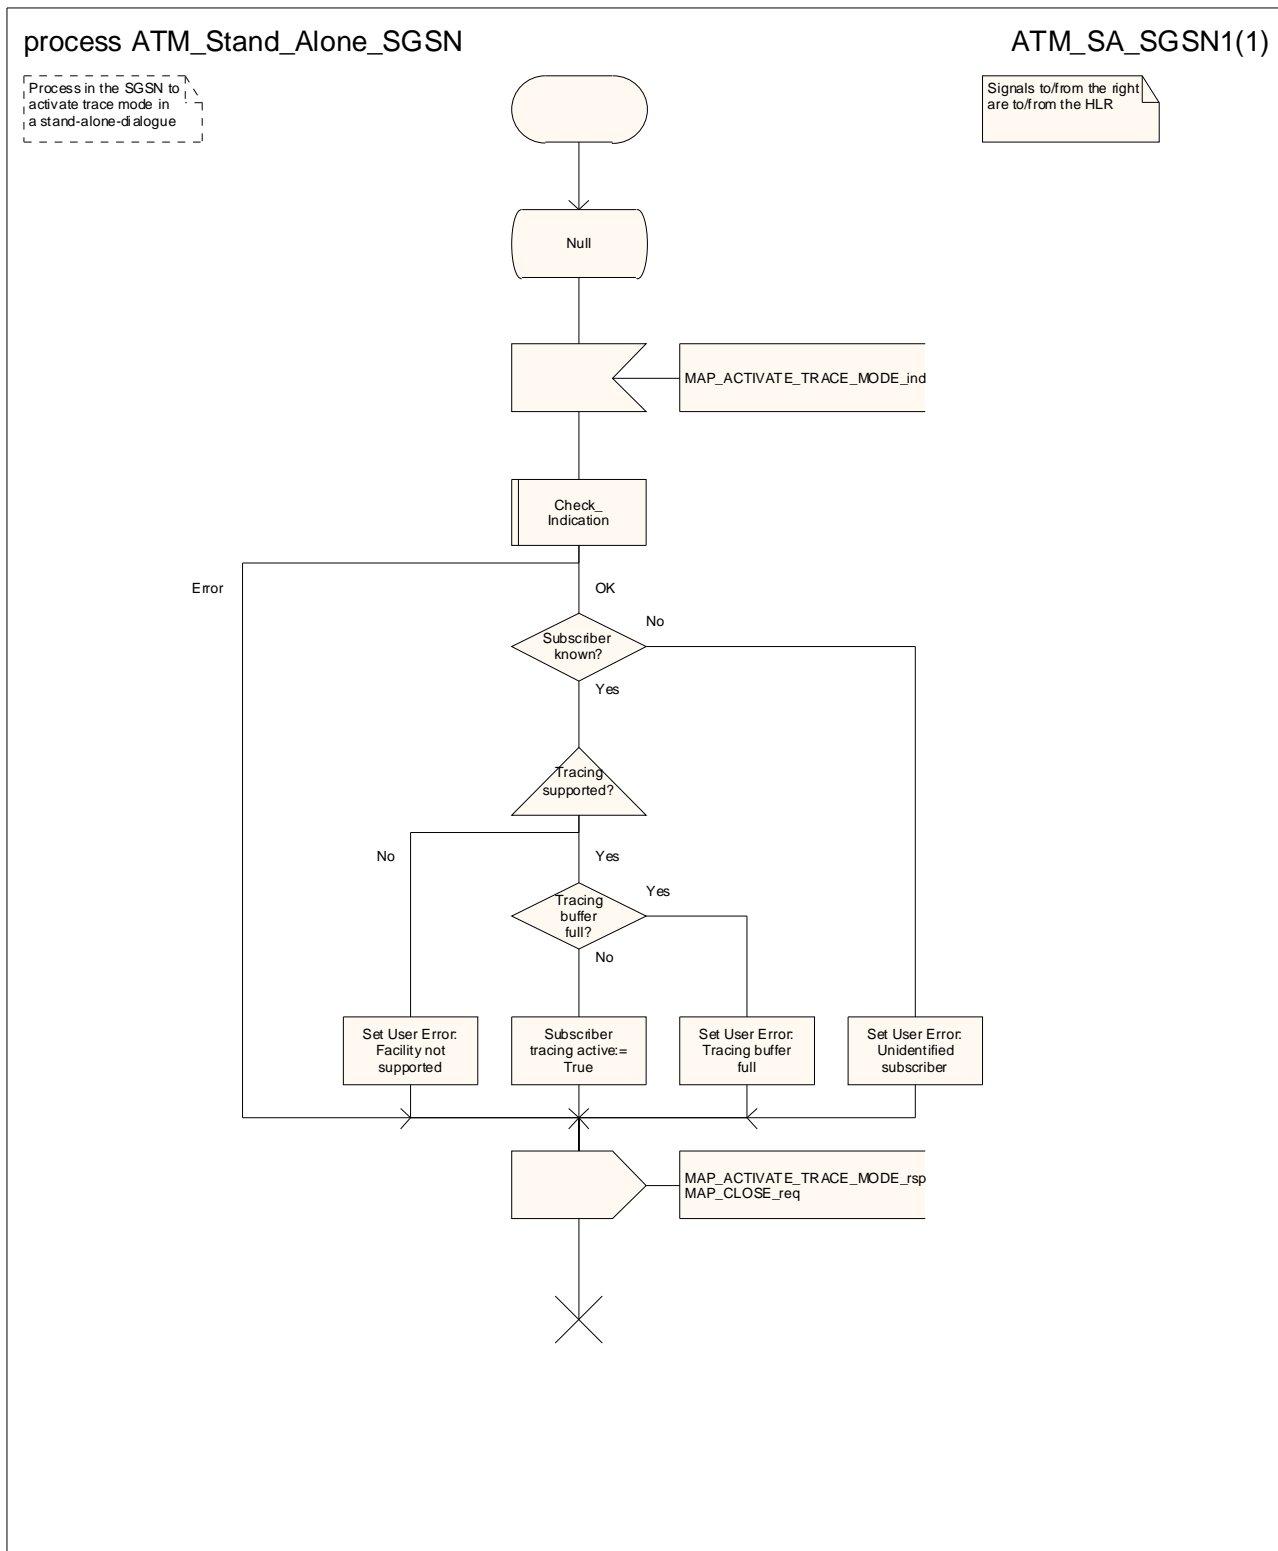 process ATM_Stand_Alone_SGSN
ATM_SA_SGSN1(1)
Process in the SGSN to
activate trace mode in
a stand-alone-dialogue
Signals to/from the right
are to/from the HLR
Null
MAP_ACTIVATE_TRACE_MODE_ind
Check_
Indication
Error
OK
No
Subscriber
known?
Yes
Tracing
supported?
No
Yes
Yes
Tracing
buffer
full?
No
Set User Error:
Facility not
supported
Subscriber
tracing active:=
True
Set User Error:
Tracing buffer
full
Set User Error:
Unidentified
subscriber
MAP_ACTIVATE_TRACE_MODE_rsp
MAP_CLOSE_req